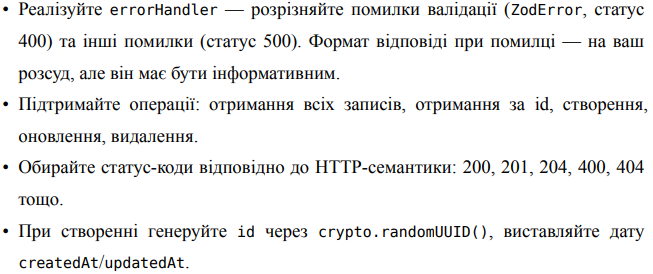 • Реалізуйте errorHandler — розрізняйте помилки валідації (ZodError, статус
400) та інші помилки (статус 500). Формат відповіді при помилці — на ваш
розсуд, але він має бути інформативним.
• Підтримайте операції: отримання всіх записів, отримання за id, створення,
оновлення, видалення.
• Обирайте статус-коди відповідно до HTTP-семантики: 200, 201, 204, 400, 404
тощо.
• При створенні генеруйте id через crypto.randomUUID(), виставляйте дату
createdAt/updatedAt.